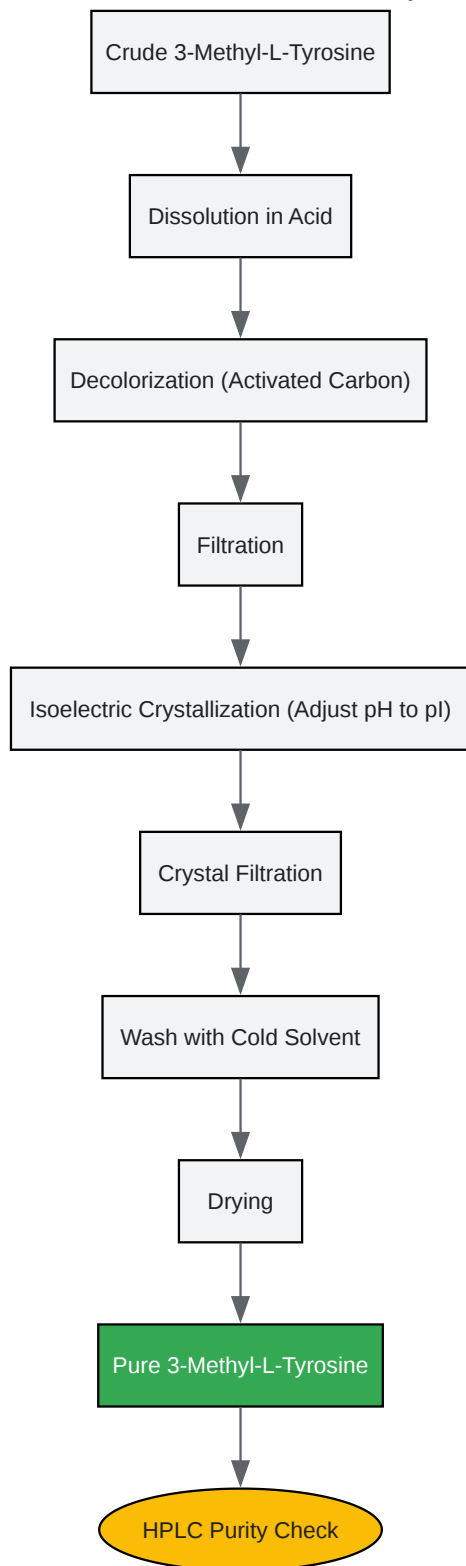 Crude 3-Methyl-L-Tyrosine
Dissolution in Acid
Decolorization (Activated Carbon)
Filtration
Isoelectric Crystallization (Adjust pH to pI)
Crystal Filtration
Wash with Cold Solvent
Drying
Pure 3-Methyl-L-Tyrosine
HPLC Purity Check